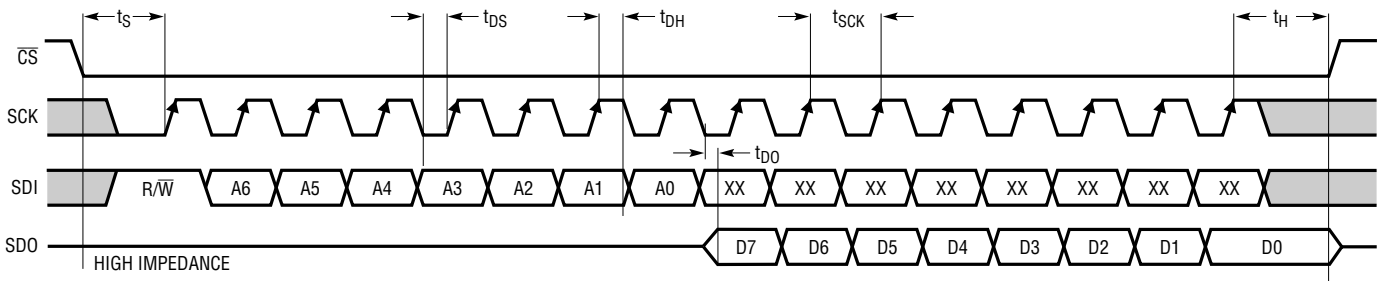 tS tDS tDH tSCK tH
CS
SCK
tDO
SDI R/W A6 A5 A4 A3 A2 A1 A0 XX XX XX XX XX XX XX XX
SDO D7 D6 D5 D4 D3 D2 D1 D0
HIGH IMPEDANCE